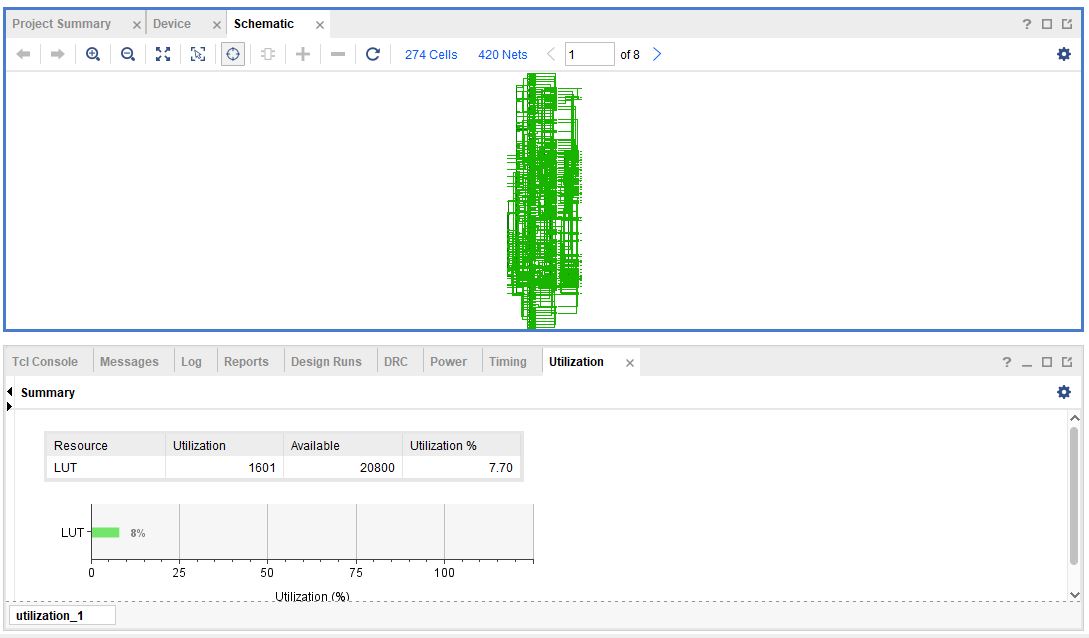 Project Summary × Device × Schematic × ?
274 Cells 420 Nets 1 of 8
Tcl Console Messages Log Reports Design Runs DRC Power Timing Utilization × ?
Summary
Resource Utilization Available Utilization %
LUT 1601 20800 7.70
LUT 8%
0 25 50 75 100
Utilization (%)
utilization_1